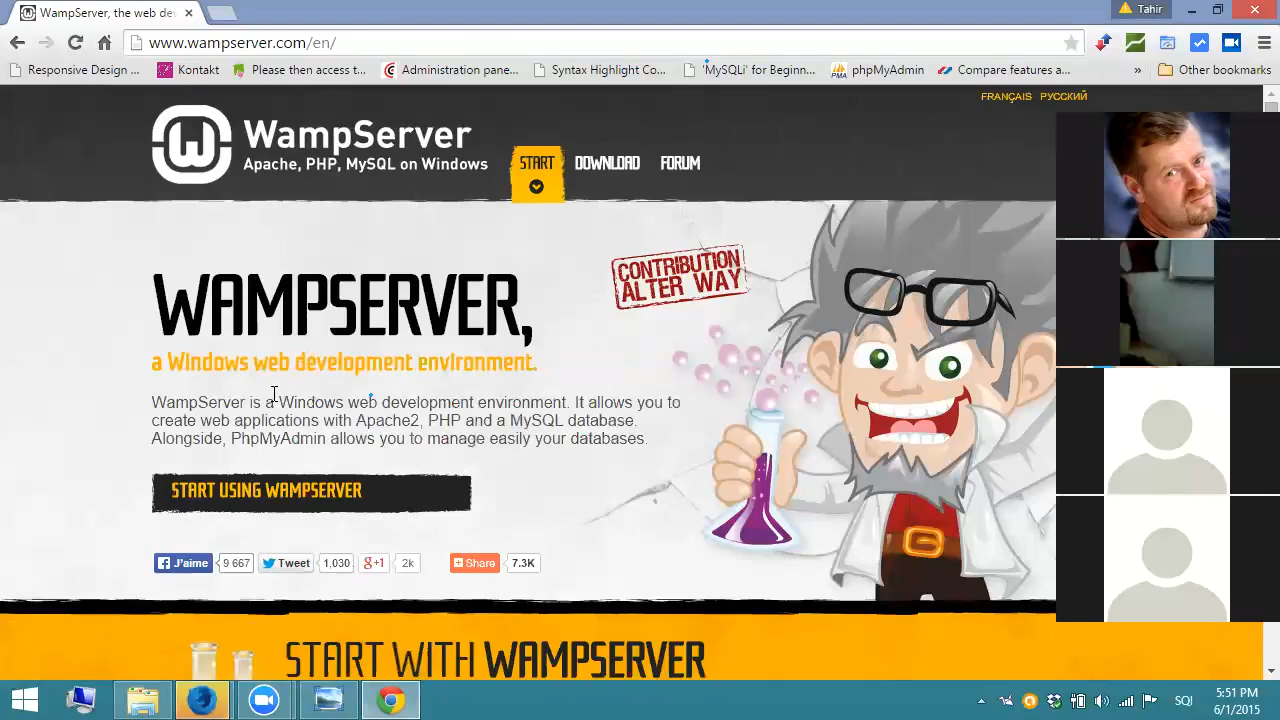 WampServer, the web de
Tahir
www.wampserver.com/en/
Responsive Design ...
Kontakt
Please then access t...
Administration pane...
Syntax Highlight Co...
'MySQLi' for Beginn...
PMA
phpMyAdmin
Compare features a...
»
Other bookmarks
FRANÇAIS РУССКИЙ
WampServer
Apache, PHP, MySQL on Windows
START
DOWNLOAD
FORUM
CONTRIBUTION
ALTER WAY
WAMPSERVER,
a Windows web development environment.
WampServer is a Windows web development environment. It allows you to
create web applications with Apache2, PHP and a MySQL database.
Alongside, PhpMyAdmin allows you to manage easily your databases.
START USING WAMPSERVER
J'aime 9 667 Tweet 1,030 g+1 2k Share 7.3K
START WITH WAMPSERVER
SQI
5:51 PM
6/1/2015